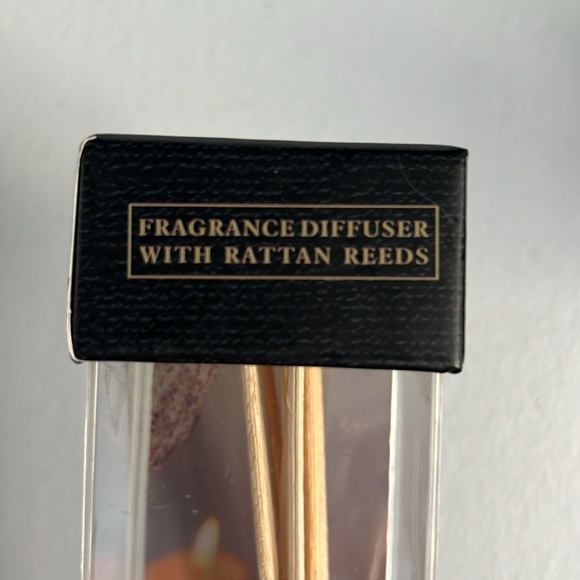 FRAGRANCE DIFFUSER
WITH RATTAN REEDS